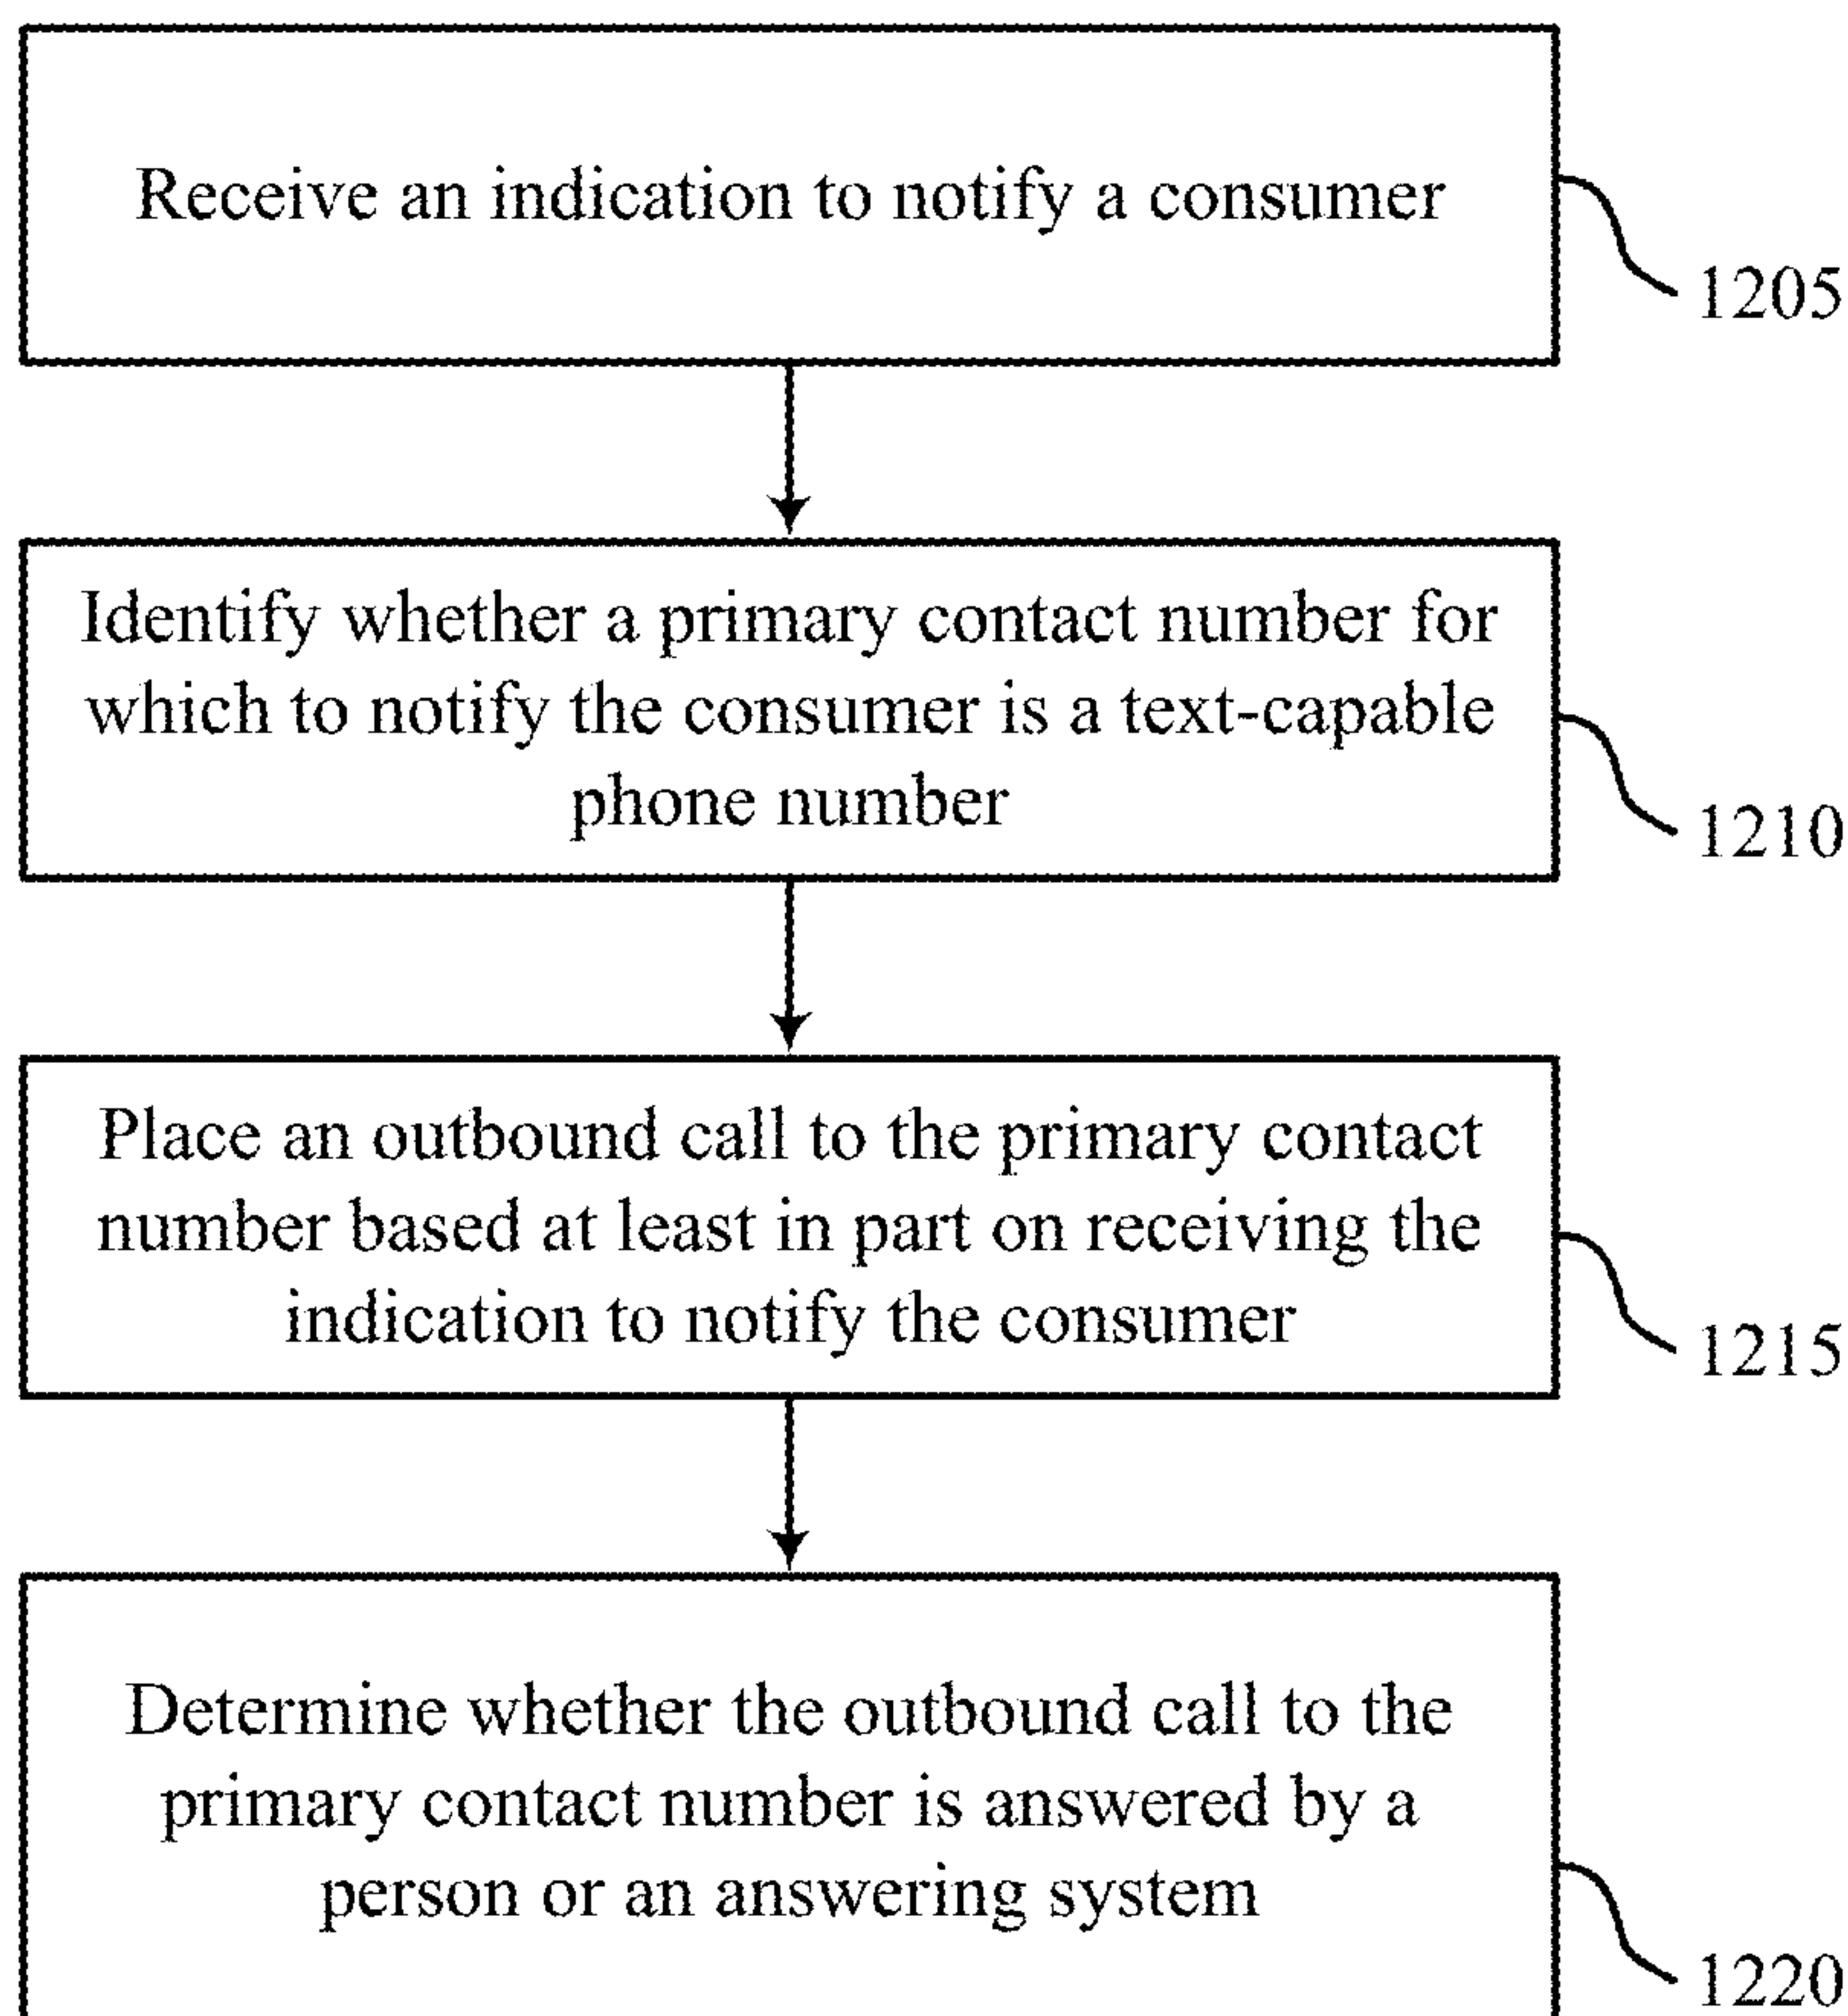 Receive an indication to notify a consumer
1205
Identify whether a primary contact number for
which to notify the consumer is a text-capable
phone number
1210
Place an outbound call to the primary contact
number based at least in part on receiving the
indication to notify the consumer
1215
Determine whether the outbound call to the
primary contact number is answered by a
person or an answering system
1220